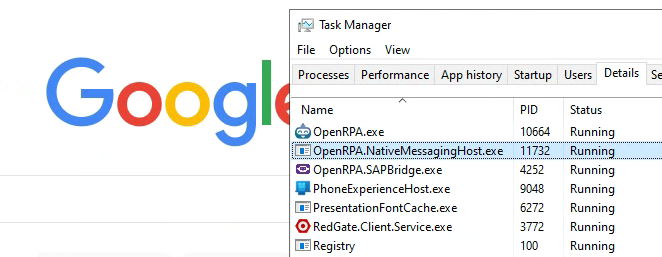 Google
Task Manager
File Options View
Processes Performance App history Startup Users Details Se
Name PID Status
OpenRPA.exe 10664 Running
OpenRPA.NativeMessagingHost.exe 11732 Running
OpenRPA.SAPBridge.exe 4252 Running
PhoneExperienceHost.exe 9048 Running
PresentationFontCache.exe 6272 Running
RedGate.Client.Service.exe 3772 Running
Registry 100 Running